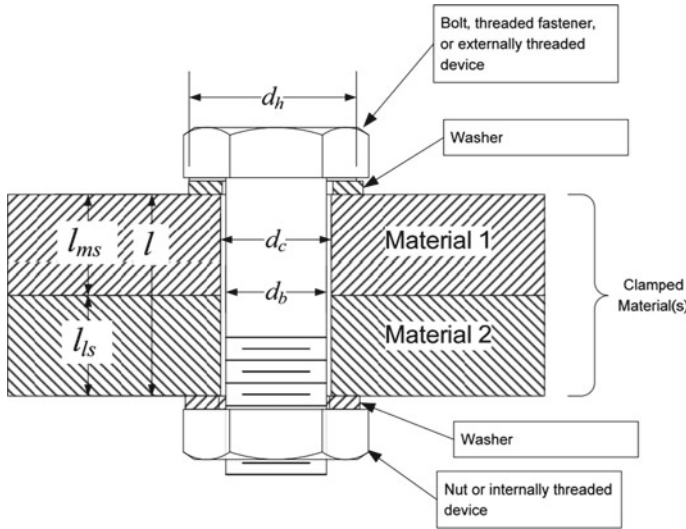 Bolt, threaded fastener,
or externally threaded
device
d_h
Washer
l_ms
l
d_c
Material 1
Clamped
Material(s)
d_b
l_ls
Material 2
Washer
Nut or internally threaded
device